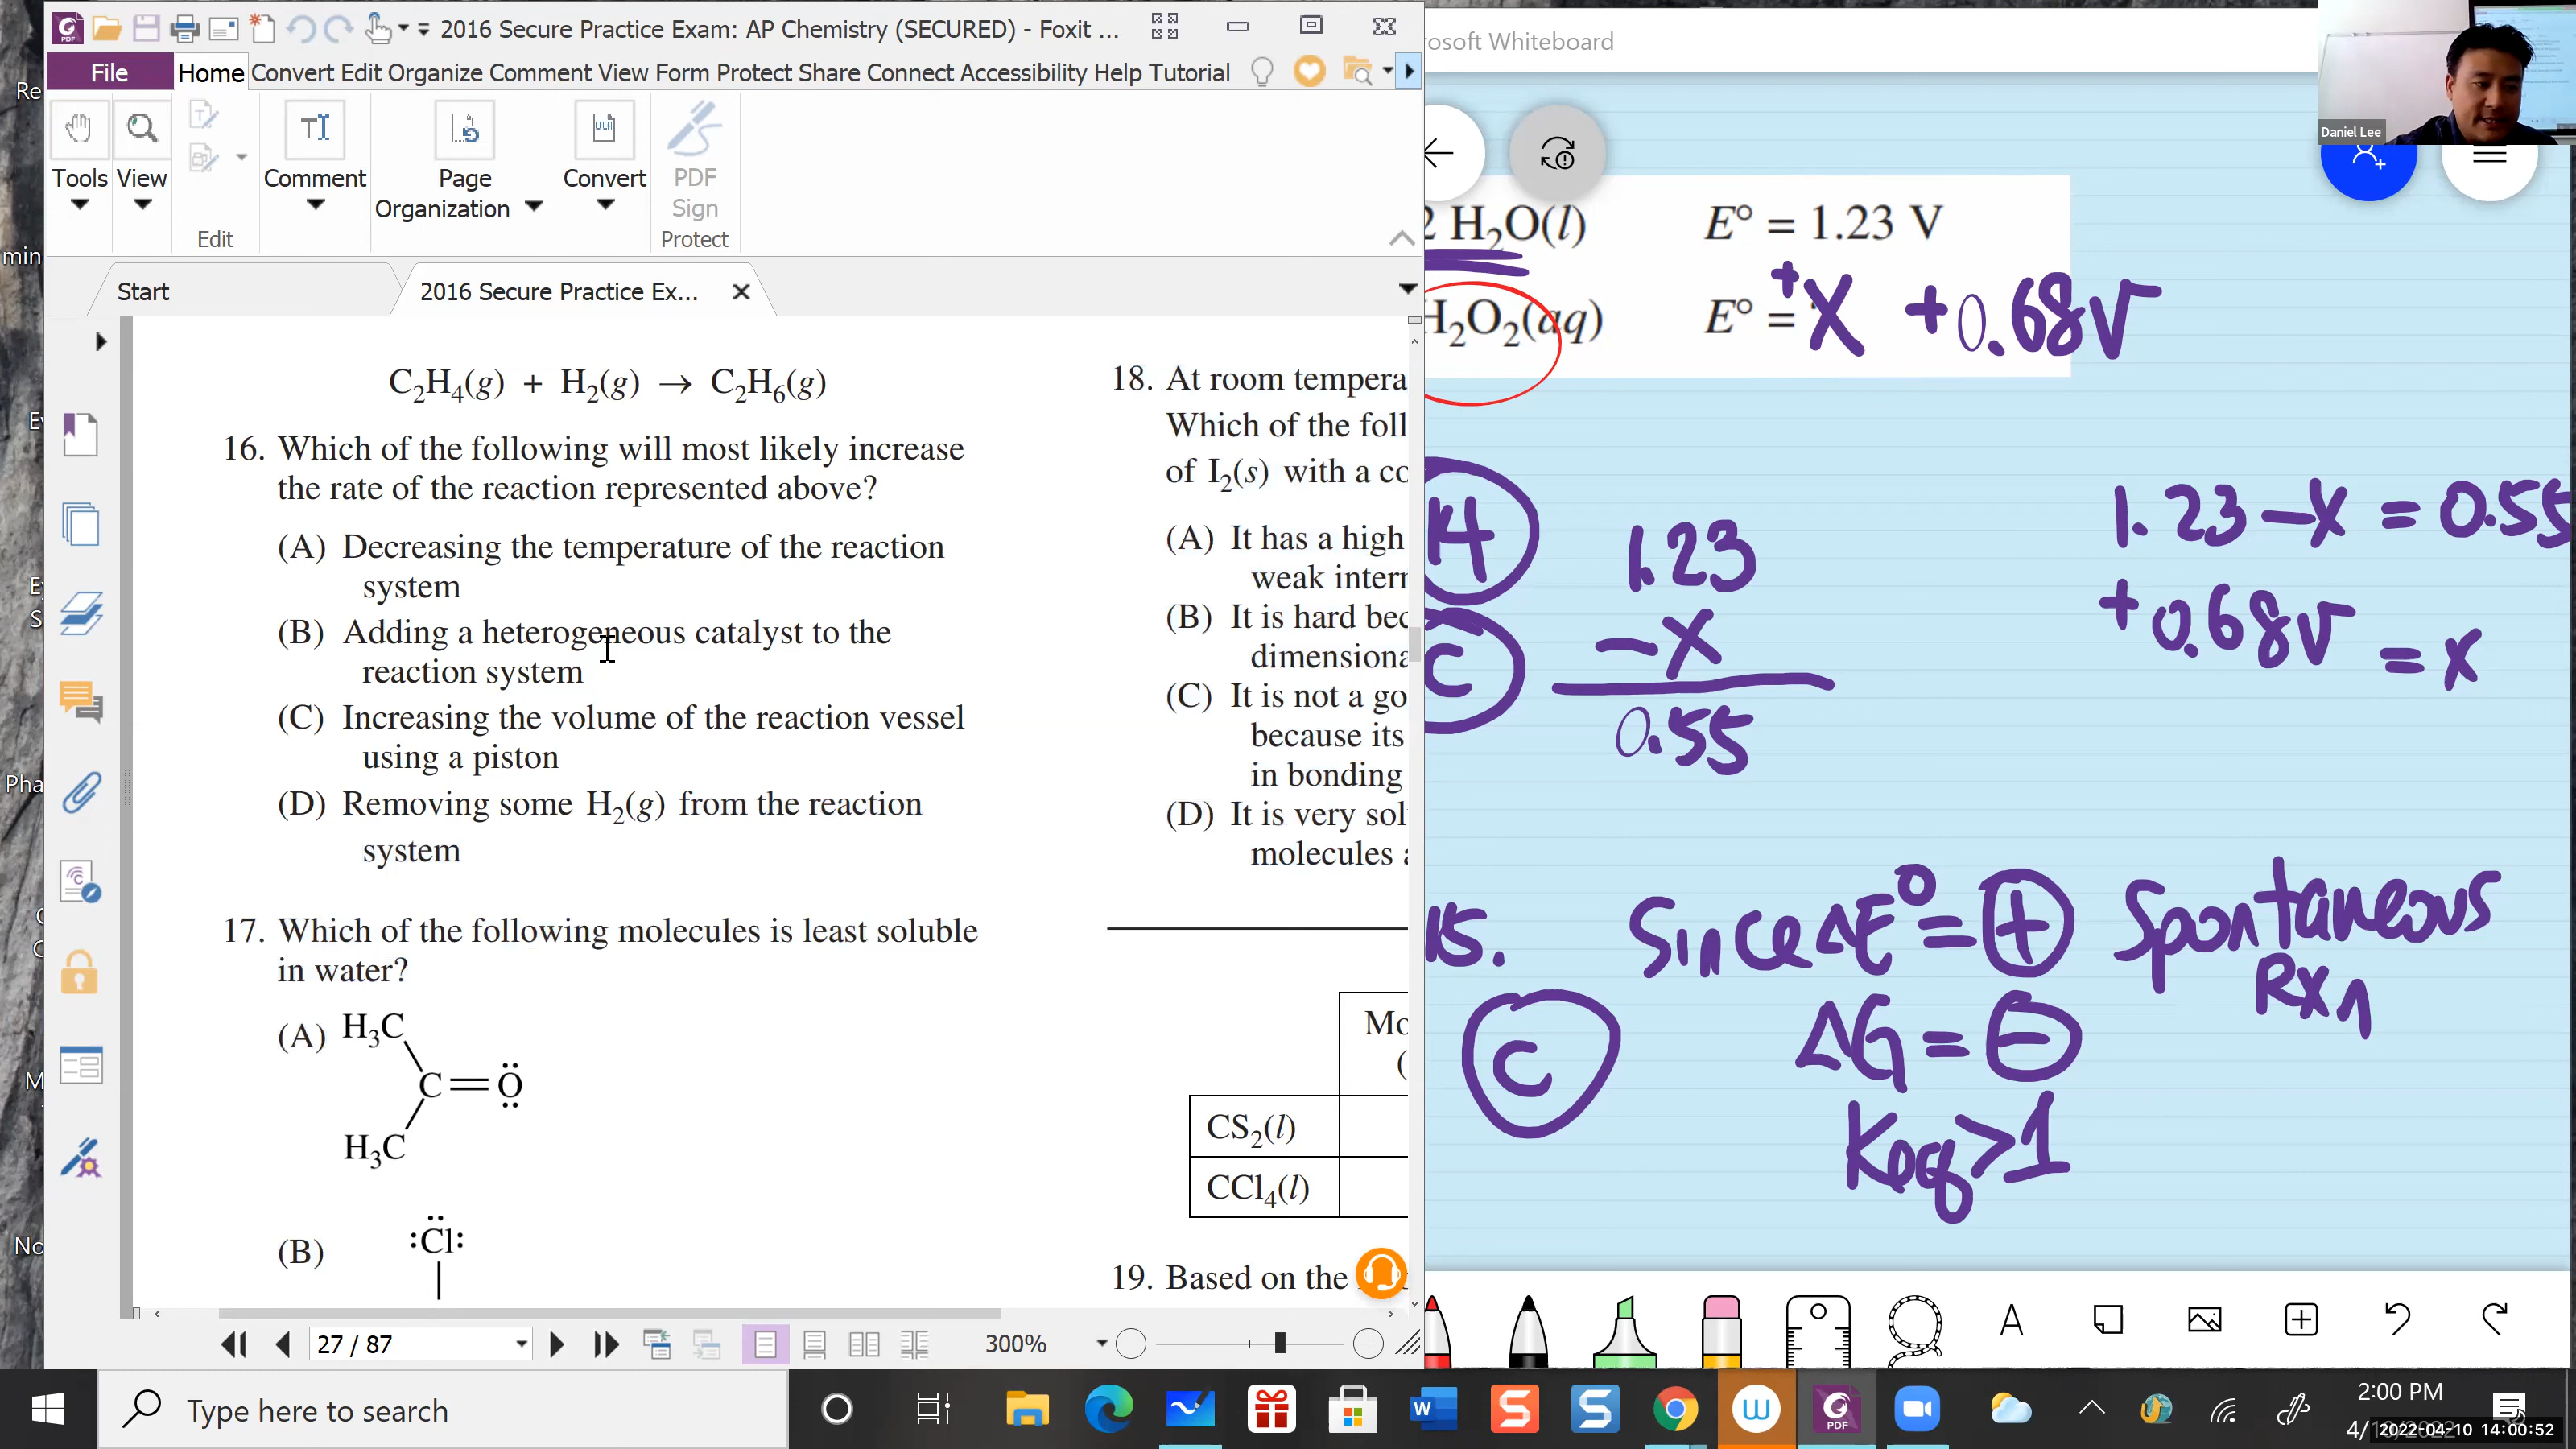 2016 Secure Practice Exam: AP Chemistry (SECURED) - Foxit ...
File Home Convert Edit Organize Comment View Form Protect Share Connect Accessibility Help Tutorial
Tools
View
Edit
Comment
Page Organization
Convert
PDF Sign
Protect
Start
2016 Secure Practice Ex...
C₂H₄(g) + H₂(g) → C₂H₆(g)
16. Which of the following will most likely increase
the rate of the reaction represented above?
(A) Decreasing the temperature of the reaction
system
(B) Adding a heterogeneous catalyst to the
reaction system
(C) Increasing the volume of the reaction vessel
using a piston
(D) Removing some H₂(g) from the reaction
system
17. Which of the following molecules is least soluble
in water?
(A) H₃C
C=O
H₃C
(B) :Cl:
18. At room tempera
Which of the foll
of I₂(s) with a co
(A) It has a high
weak intern
(B) It is hard bec
dimensiona
(C) It is not a go
because its
in bonding
(D) It is very sol
molecules a
Mo
(
CS₂(l)
CCl₄(l)
19. Based on the
27 / 87
300%
rosoft Whiteboard
Daniel Lee
2 H₂O(l) E° = 1.23 V
H₂O₂(aq) E° = +X +0.68V
14
C
1.23
-X
0.55
1.23-X = 0.55
+0.68V = X
15. Since ΔE° = + Spontaneous
Rxn
C
ΔG = -
Keq>1
Type here to search
2:00 PM
2022-04-10 14:00:52